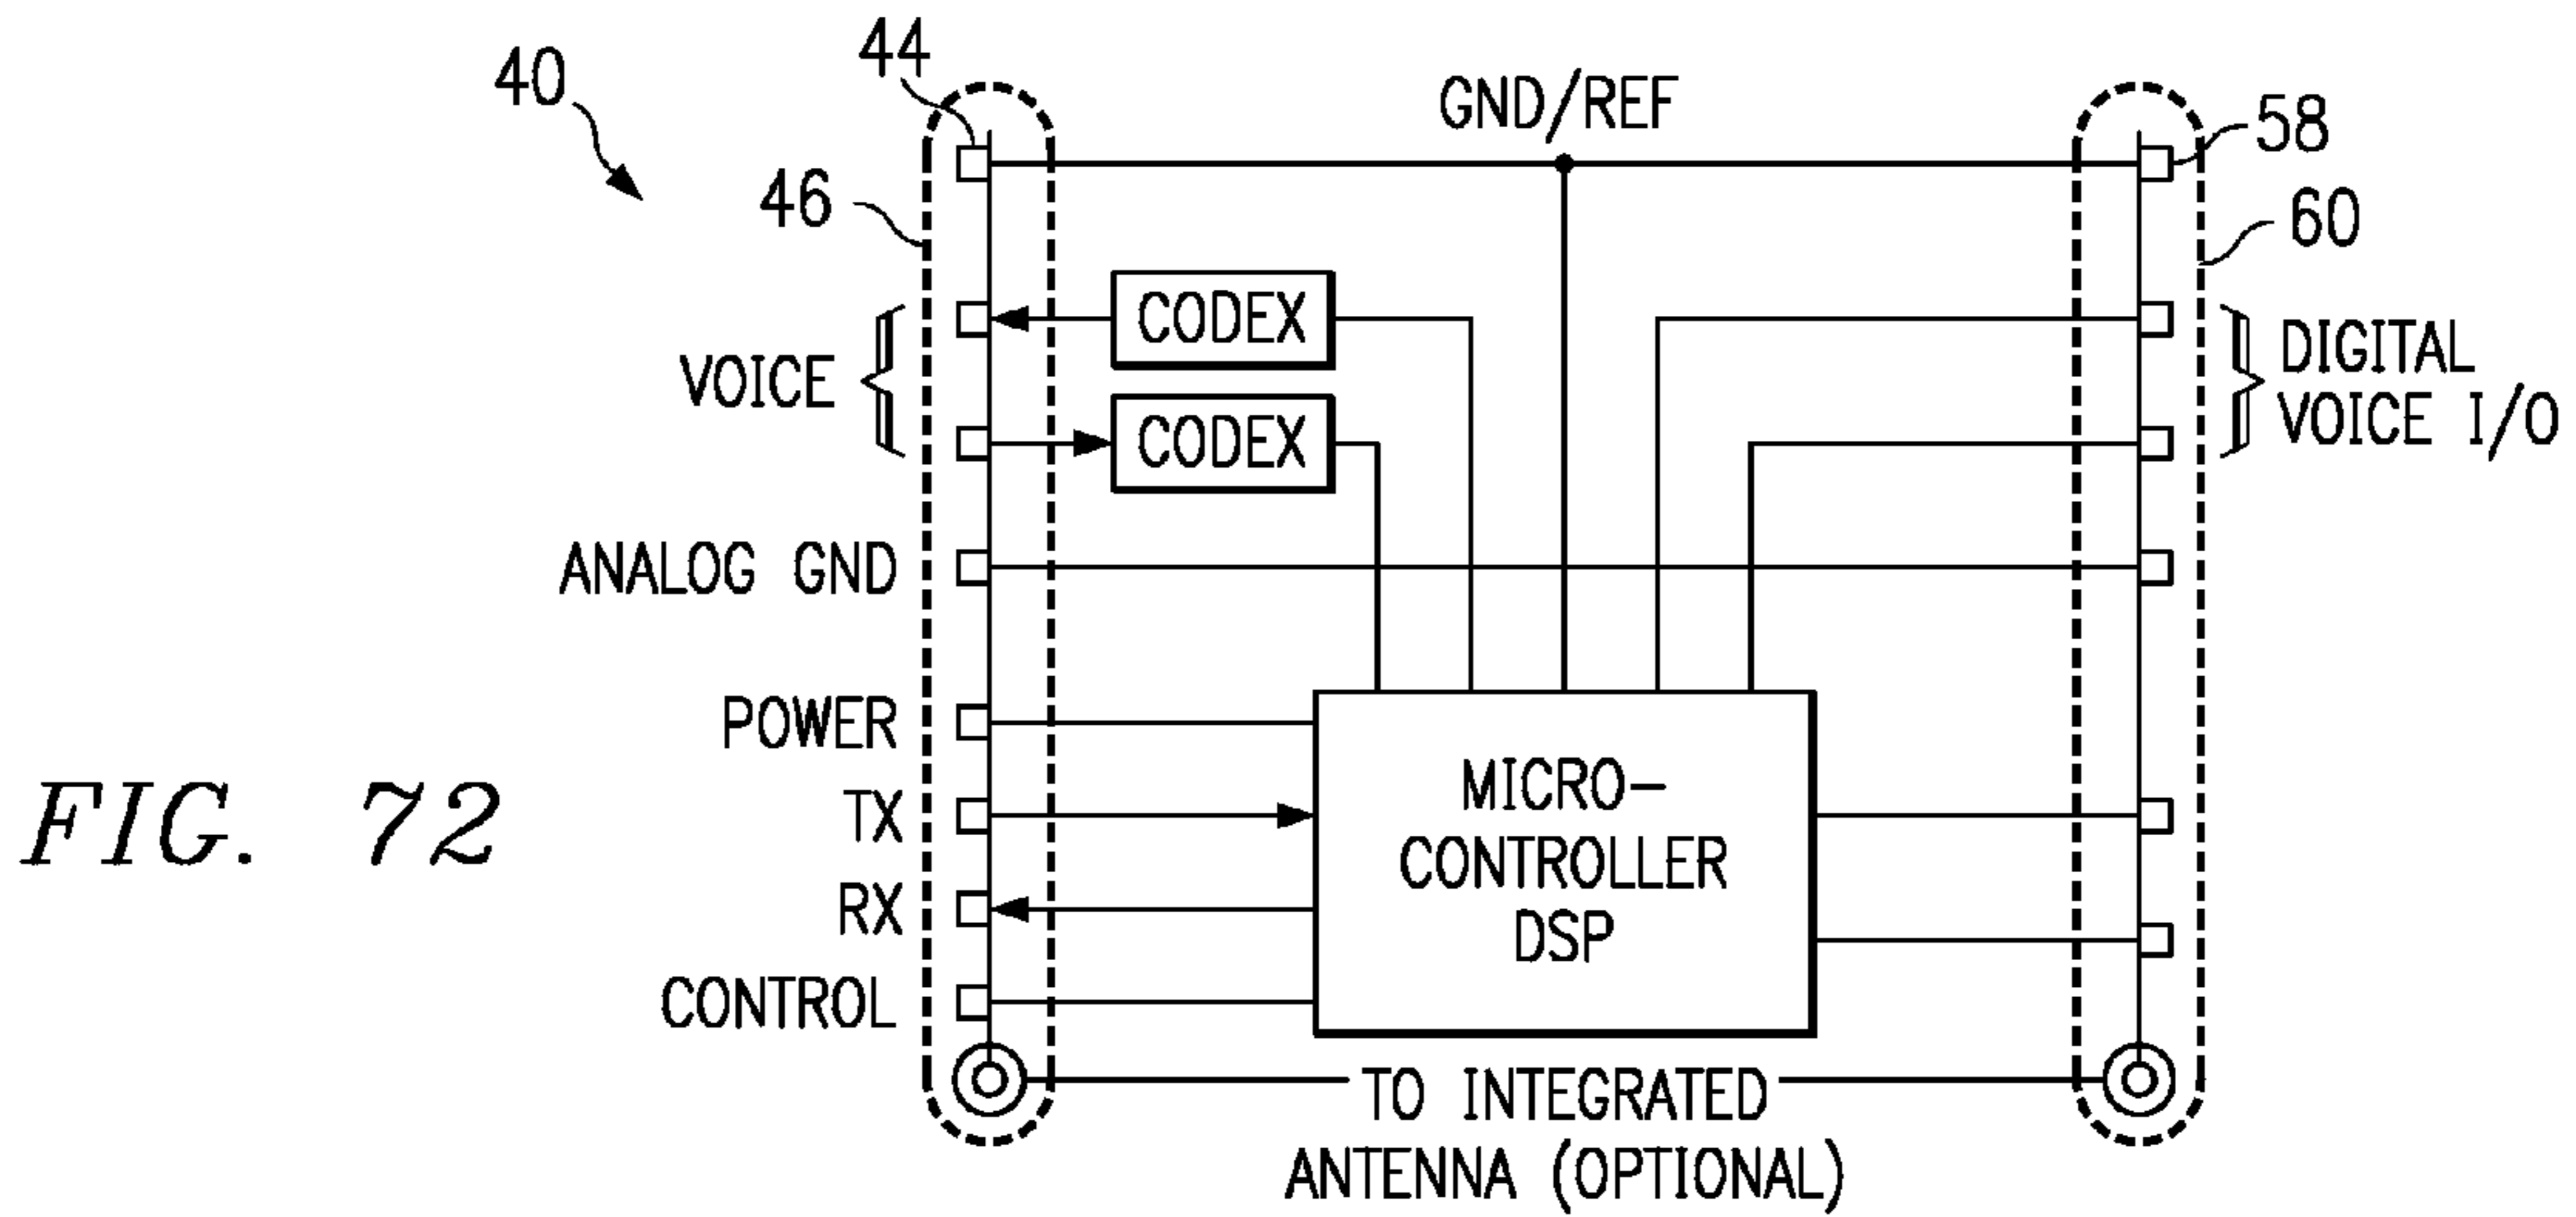 40
44
46
GND/REF
58
60
CODEX
CODEX
VOICE
DIGITAL
VOICE I/O
ANALOG GND
POWER
TX
RX
CONTROL
MICRO-
CONTROLLER
DSP
TO INTEGRATED
ANTENNA (OPTIONAL)
FIG. 72